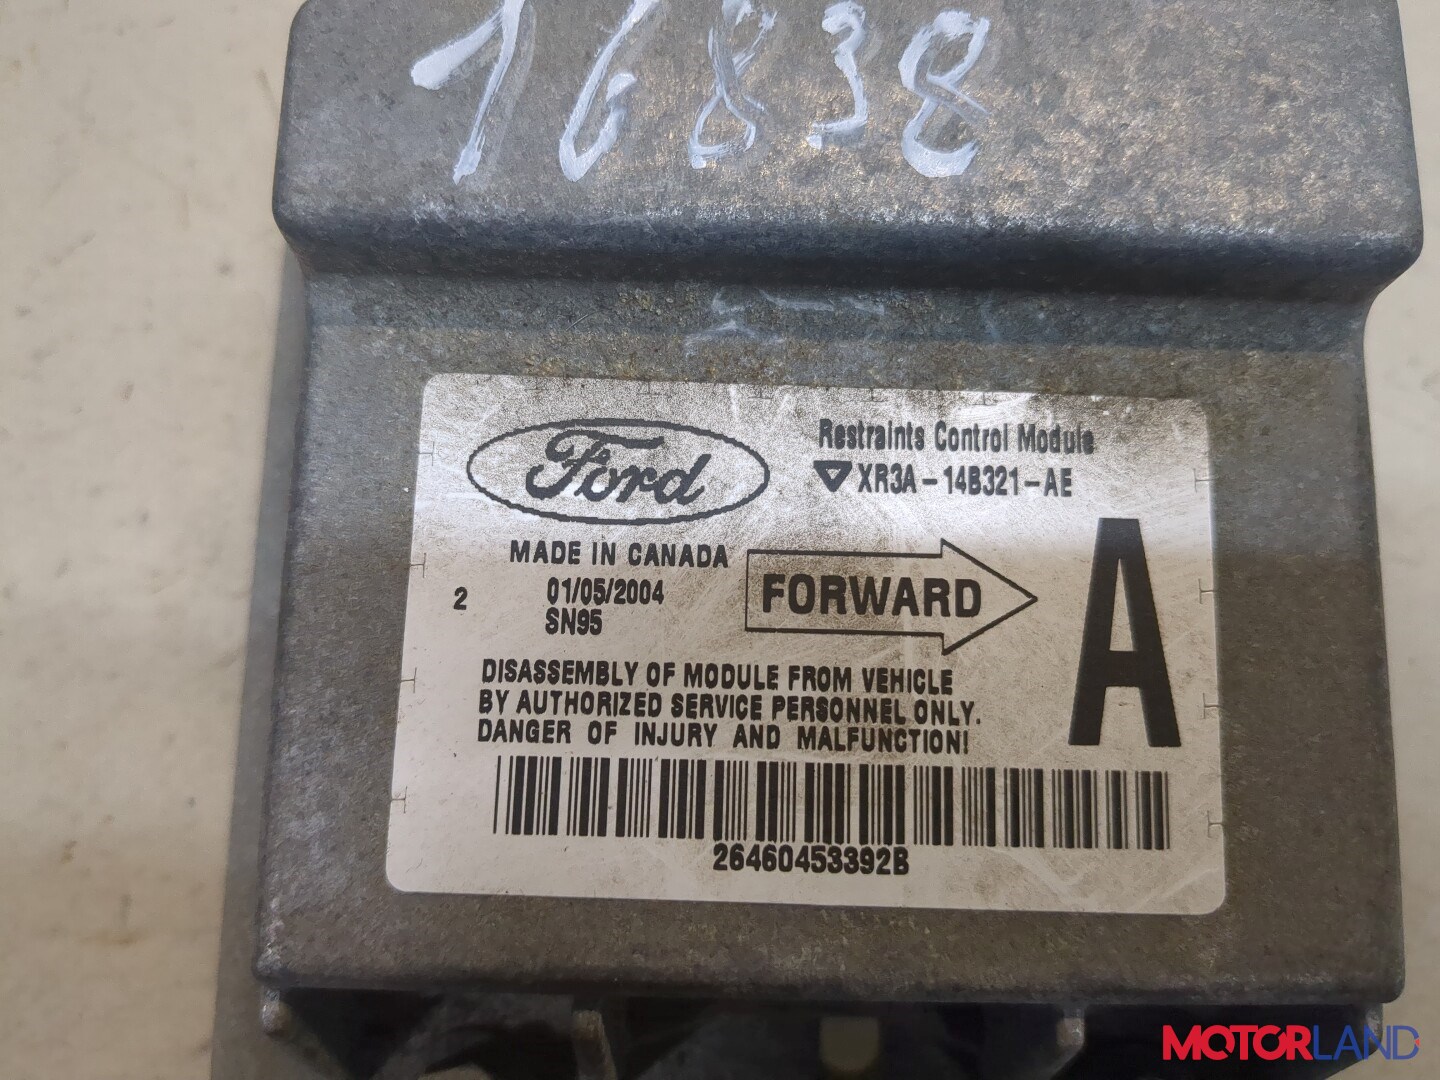 16838
Ford
Restraints Control Module
XR3A-14B321-AE
MADE IN CANADA
01/05/2004
2
SN95
FORWARD
A
DISASSEMBLY OF MODULE FROM VEHICLE
BY AUTHORIZED SERVICE PERSONNEL ONLY.
DANGER OF INJURY AND MALFUNCTION!
26460453392B
MOTORLAND